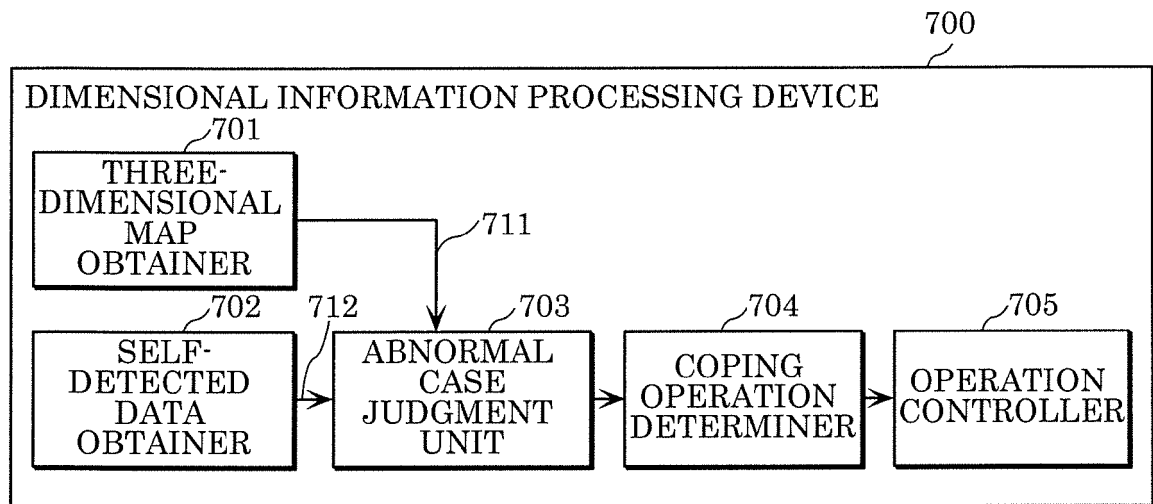 700
DIMENSIONAL INFORMATION PROCESSING DEVICE
701
THREE-
DIMENSIONAL
MAP
OBTAINER
711
702
712
703
704
705
SELF-
DETECTED
DATA
OBTAINER
ABNORMAL
CASE
JUDGMENT
UNIT
COPING
OPERATION
DETERMINER
OPERATION
CONTROLLER